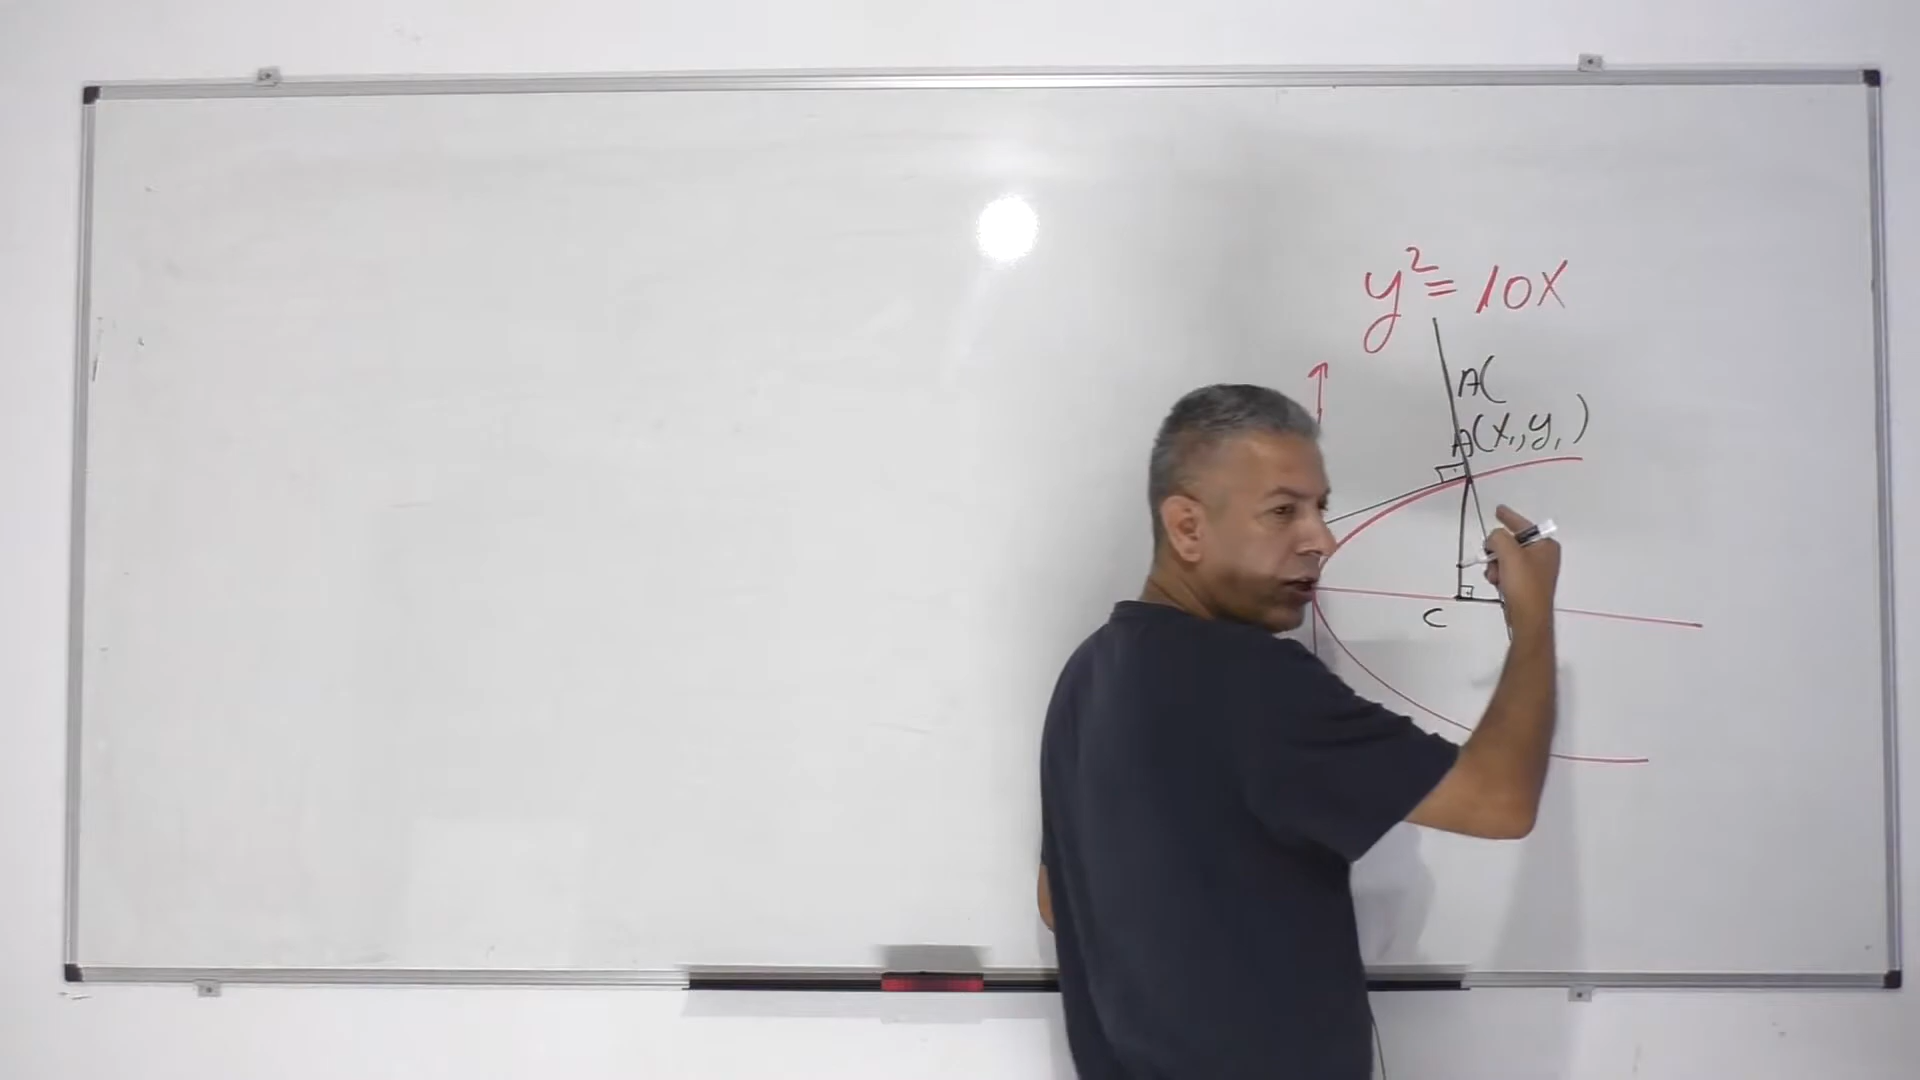 y² = 10x
A(
A(x₁, y₁)
C